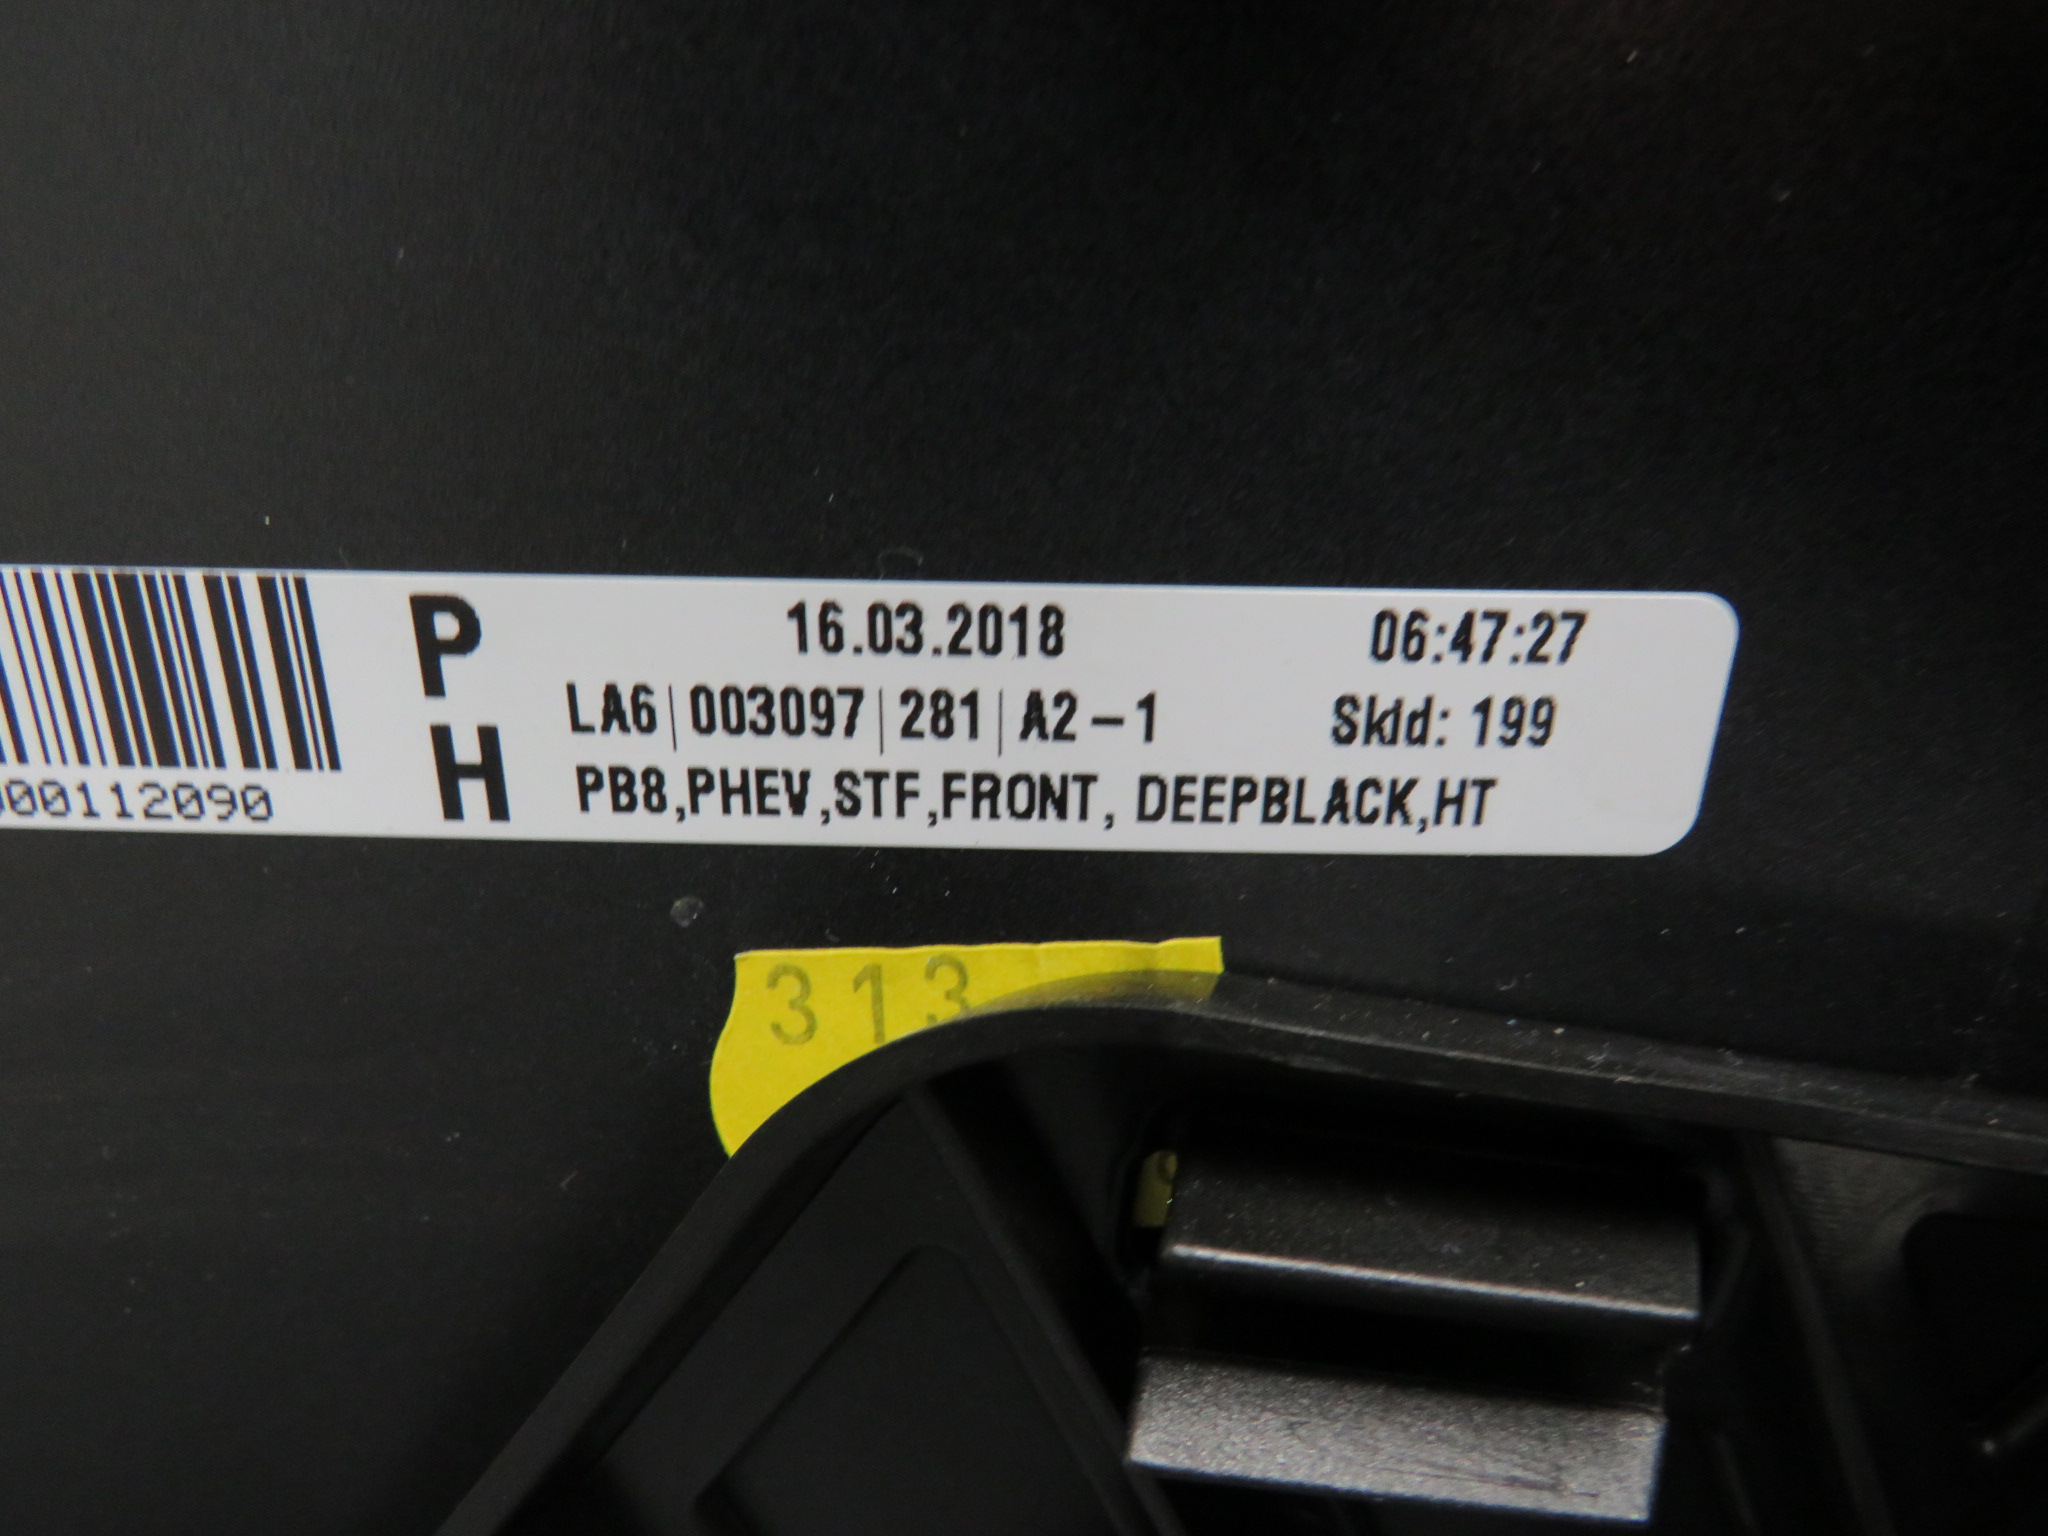 P 16.03.2018 06:47:27
LA6|003097|281|A2-1 Skid: 199
H PB8,PHEV,STF,FRONT, DEEPBLACK,HT
00112090
313